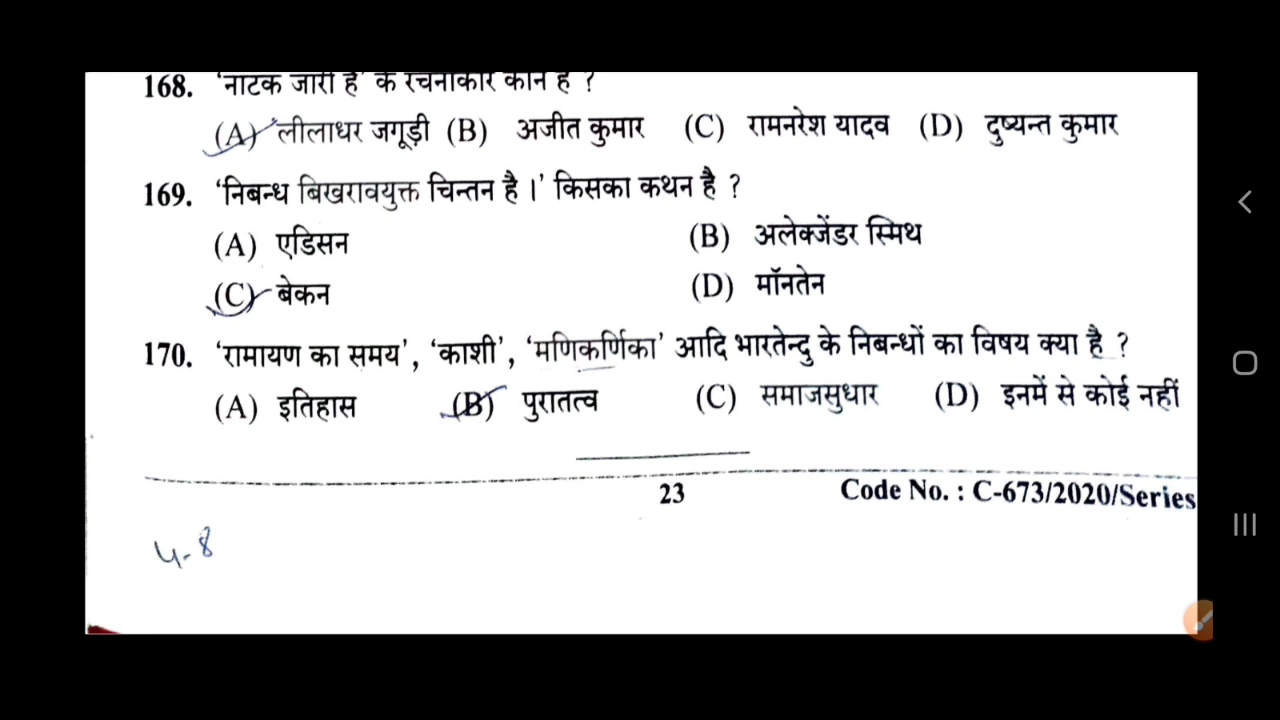 168. 'नाटक जारी है' के रचनाकार कौन हैं ?
(A) लीलाधर जगूड़ी (B) अजीत कुमार (C) रामनरेश यादव (D) दुष्यन्त कुमार
169. 'निबन्ध बिखरावयुक्त चिन्तन है ।' किसका कथन है ?
(A) एडिसन (B) अलेक्जेंडर स्मिथ
(C) बेकन (D) मॉनतेन
170. 'रामायण का समय', 'काशी', 'मणिकर्णिका' आदि भारतेन्दु के निबन्धों का विषय क्या है ?
(A) इतिहास (B) पुरातत्व (C) समाजसुधार (D) इनमें से कोई नहीं
23 Code No. : C-673/2020/Series
4-8